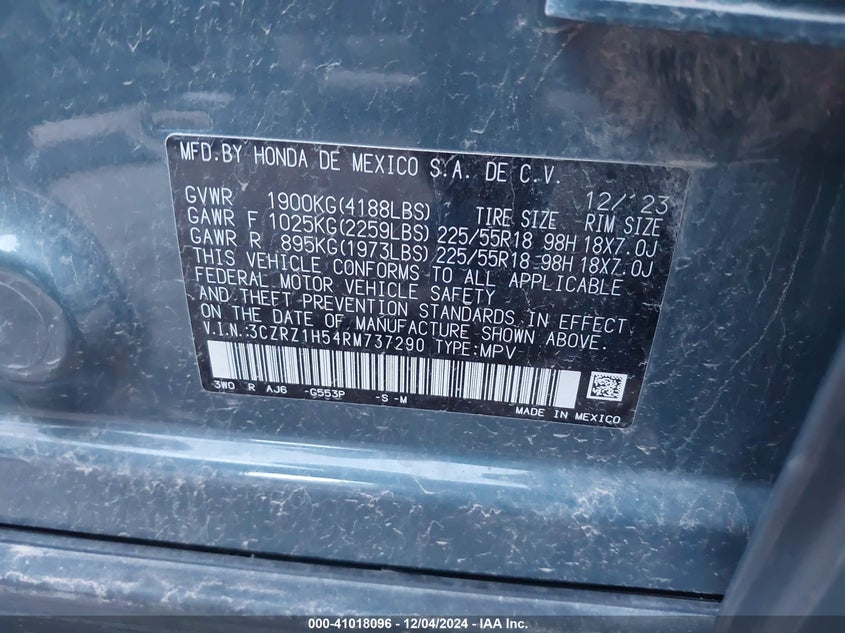 MFD.BY HONDA DE MEXICO S.A. DE C.V. 12/'23
GVWR 1900KG(4188LBS) TIRE SIZE RIM SIZE
GAWR F 1025KG(2259LBS) 225/55R18 98H 18X7.0J
GAWR R 895KG(1973LBS) 225/55R18 98H 18X7.0J
THIS VEHICLE CONFORMS TO ALL APPLICABLE
FEDERAL MOTOR VEHICLE SAFETY
AND THEFT PREVENTION STANDARDS IN EFFECT
ON THE DATE OF MANUFACTURE SHOWN ABOVE.
V.I.N:3CZRZ1H54RM737290 TYPE:MPV
3WO R AJ6 -G553P -S -M
MADE IN MEXICO
000-41018096 - 12/04/2024 - IAA Inc.